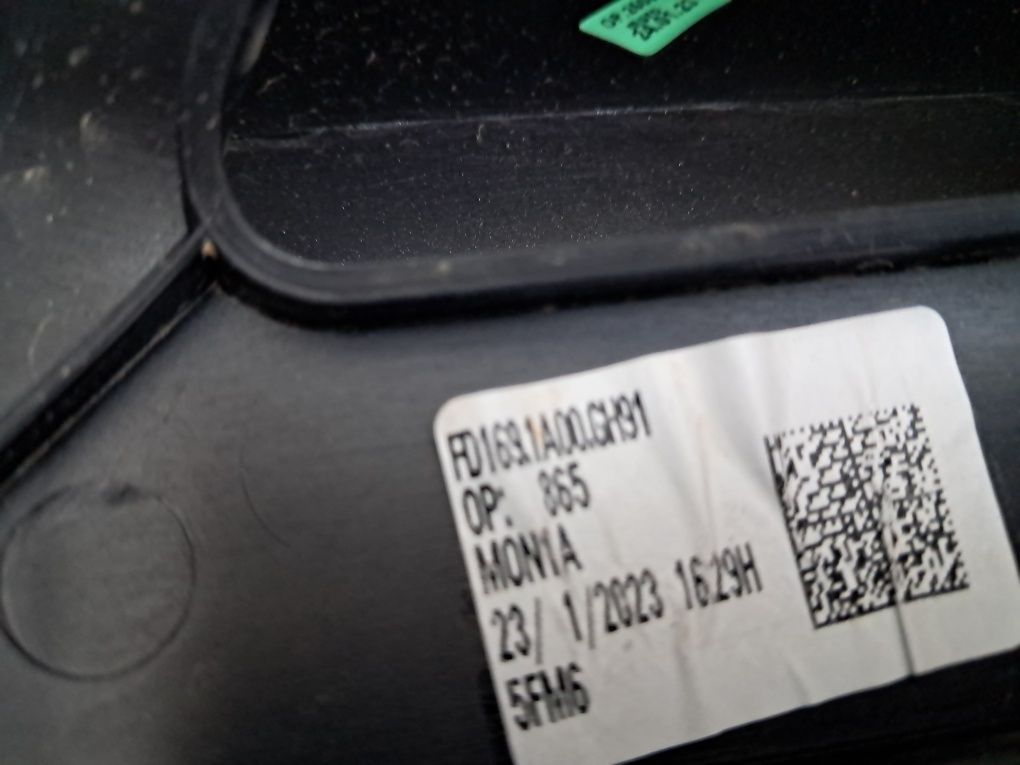 FD169.1A00.GH91
OP: 865
MON1A
23/ 1/2023 16:29H
5FM6